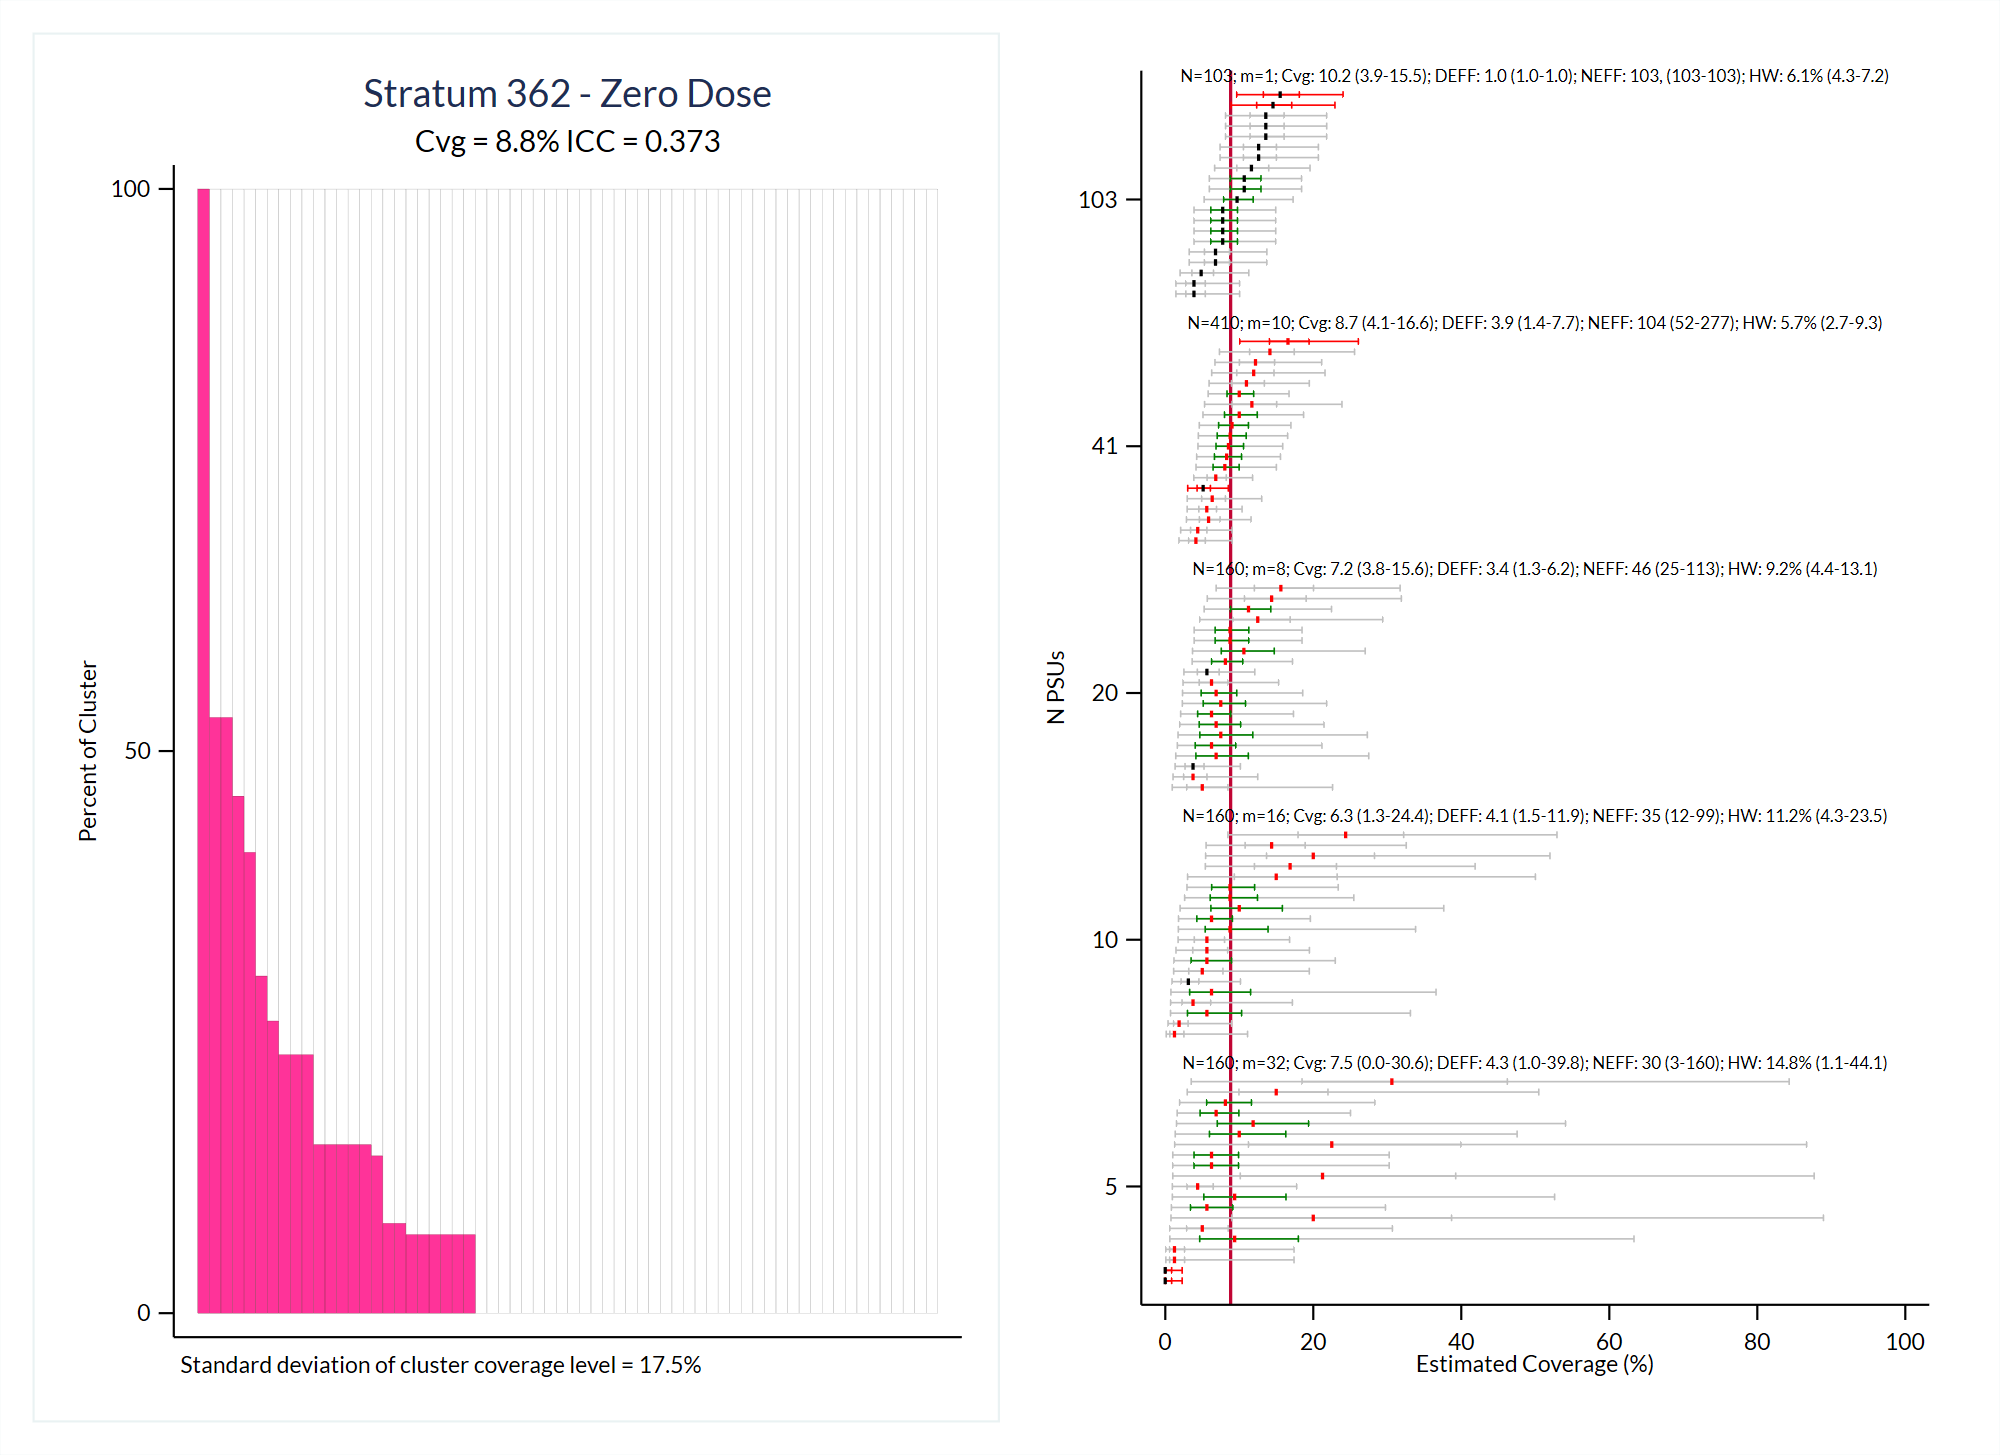 Stratum 362 - Zero Dose
Cvg = 8.8% ICC = 0.373
100
50
0
Percent of Cluster
Standard deviation of cluster coverage level = 17.5%
N=103; m=1; Cvg: 10.2 (3.9-15.5); DEFF: 1.0 (1.0-1.0); NEFF: 103, (103-103); HW: 6.1% (4.3-7.2)
103
N=410; m=10; Cvg: 8.7 (4.1-16.6); DEFF: 3.9 (1.4-7.7); NEFF: 104 (52-277); HW: 5.7% (2.7-9.3)
41
N=160; m=8; Cvg: 7.2 (3.8-15.6); DEFF: 3.4 (1.3-6.2); NEFF: 46 (25-113); HW: 9.2% (4.4-13.1)
20
N=160; m=16; Cvg: 6.3 (1.3-24.4); DEFF: 4.1 (1.5-11.9); NEFF: 35 (12-99); HW: 11.2% (4.3-23.5)
10
N=160; m=32; Cvg: 7.5 (0.0-30.6); DEFF: 4.3 (1.0-39.8); NEFF: 30 (3-160); HW: 14.8% (1.1-44.1)
5
N PSUs
0 20 40 60 80 100
Estimated Coverage (%)